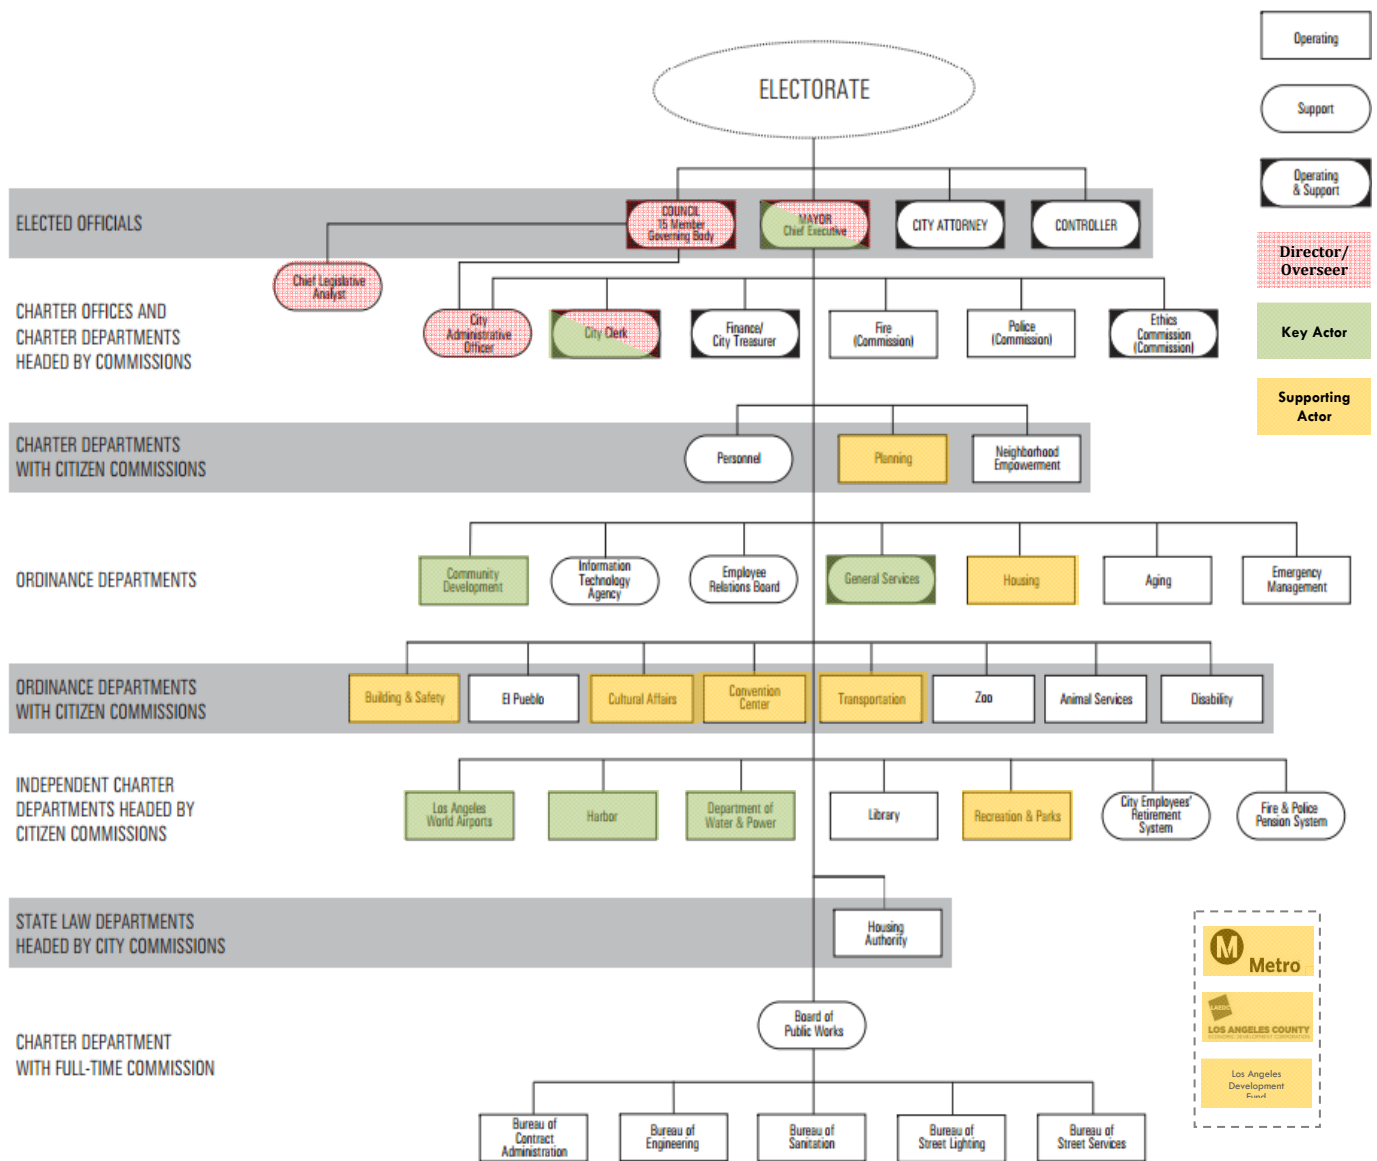 Operating
ELECTORATE
Support
Operating
& Support
ELECTED OFFICIALS
COUNCIL
15 Member
Governing Body
MAYOR
Chief Executive
CITY ATTORNEY
CONTROLLER
Director/
Overseer
Chief Legislative
Analyst
CHARTER OFFICES AND
CHARTER DEPARTMENTS
HEADED BY COMMISSIONS
City
Administrative
Officer
City Clerk
Finance/
City Treasurer
Fire
(Commission)
Police
(Commission)
Ethics
Commission
(Commission)
Key Actor
Supporting
Actor
CHARTER DEPARTMENTS
WITH CITIZEN COMMISSIONS
Personnel
Planning
Neighborhood
Empowerment
ORDINANCE DEPARTMENTS
Community
Development
Information
Technology
Agency
Employee
Relations Board
General Services
Housing
Aging
Emergency
Management
ORDINANCE DEPARTMENTS
WITH CITIZEN COMMISSIONS
Building & Safety
El Pueblo
Cultural Affairs
Convention
Center
Transportation
Zoo
Animal Services
Disability
INDEPENDENT CHARTER
DEPARTMENTS HEADED BY
CITIZEN COMMISSIONS
Los Angeles
World Airports
Harbor
Department of
Water & Power
Library
Recreation & Parks
City Employees'
Retirement
System
Fire & Police
Pension System
STATE LAW DEPARTMENTS
HEADED BY CITY COMMISSIONS
Housing
Authority
M
Metro
LAEDC
LOS ANGELES COUNTY
ECONOMIC DEVELOPMENT CORPORATION
Los Angeles
Development
Fund
CHARTER DEPARTMENT
WITH FULL-TIME COMMISSION
Board of
Public Works
Bureau of
Contract
Administration
Bureau of
Engineering
Bureau of
Sanitation
Bureau of
Street Lighting
Bureau of
Street Services